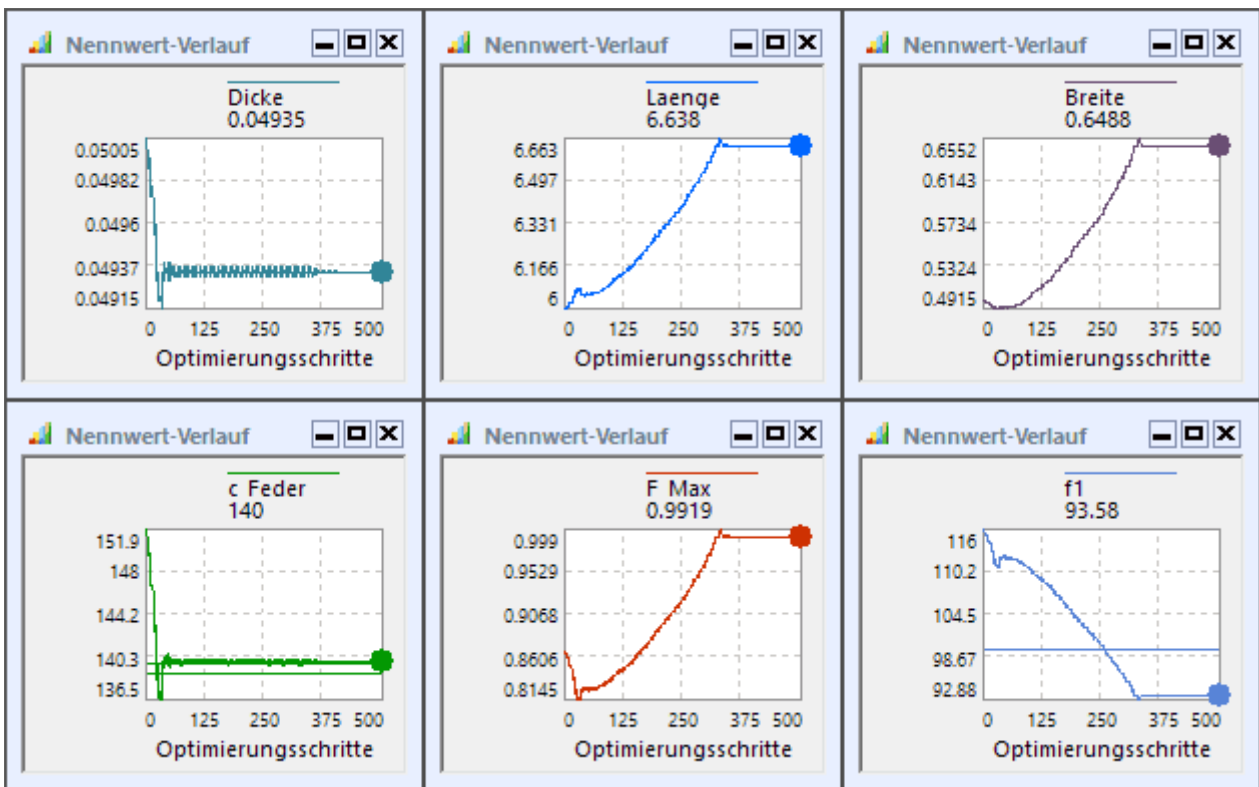 Nennwert-Verlauf
Dicke
0.04935
0.05005
0.04982
0.0496
0.04937
0.04915
0 125 250 375 500
Optimierungsschritte
Nennwert-Verlauf
Laenge
6.638
6.663
6.497
6.331
6.166
6
0 125 250 375 500
Optimierungsschritte
Nennwert-Verlauf
Breite
0.6488
0.6552
0.6143
0.5734
0.5324
0.4915
0 125 250 375 500
Optimierungsschritte
Nennwert-Verlauf
c_Feder
140
151.9
148
144.2
140.3
136.5
0 125 250 375 500
Optimierungsschritte
Nennwert-Verlauf
F_Max
0.9919
0.999
0.9529
0.9068
0.8606
0.8145
0 125 250 375 500
Optimierungsschritte
Nennwert-Verlauf
f1
93.58
116
110.2
104.5
98.67
92.88
0 125 250 375 500
Optimierungsschritte